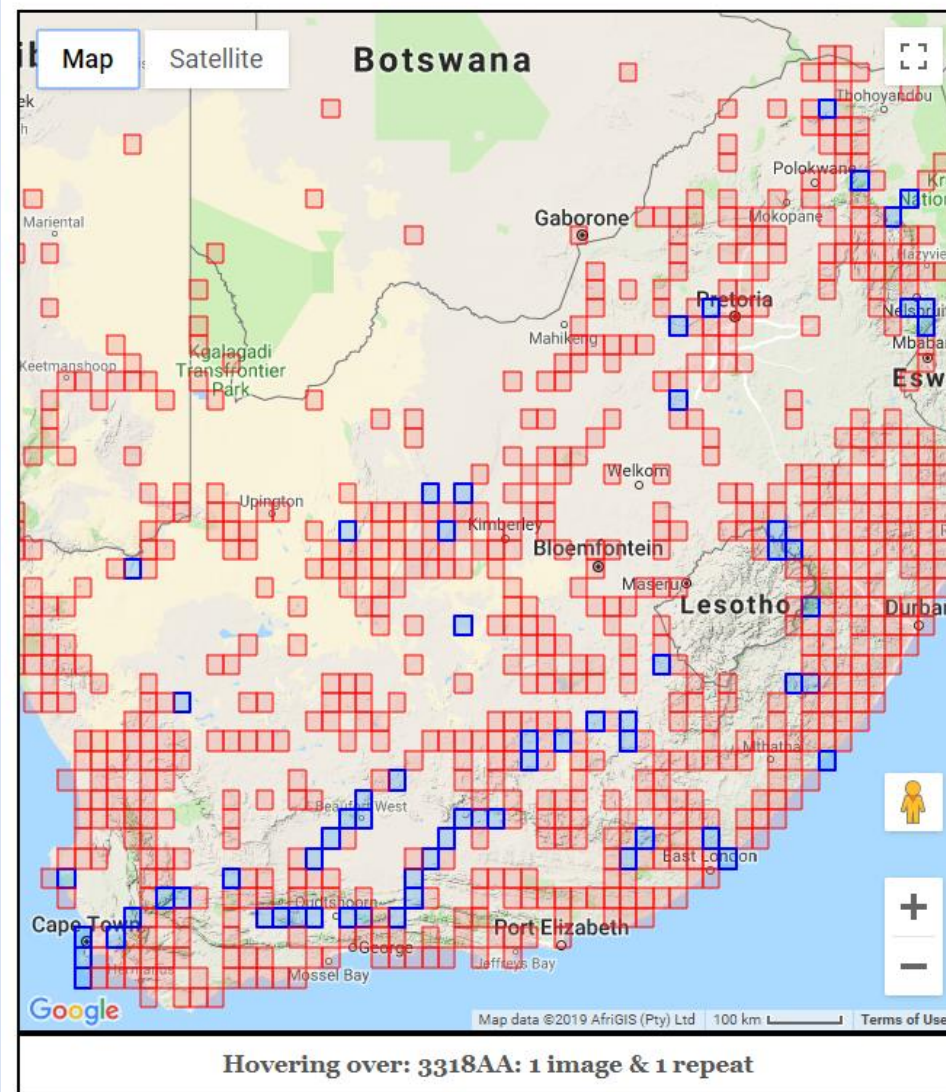 Map
Satellite
Botswana
Thohoyandou
Polokwane
Mariental
Gaborone
Mokopane
Hazyview
Pretoria
Mahikeng
Keetmanshoop
Kgalagadi
Transfrontier
Park
Welkom
Upington
Kimberley
Bloemfontein
Maseru
Lesotho
Mthatha
Beaufort West
East London
Oudtshoorn
Cape Town
Port Elizabeth
George
Hermanus
Mossel Bay
Jeffreys Bay
Google
Map data ©2019 AfriGIS (Pty) Ltd
100 km
Terms of Use
Hovering over: 3318AA: 1 image & 1 repeat